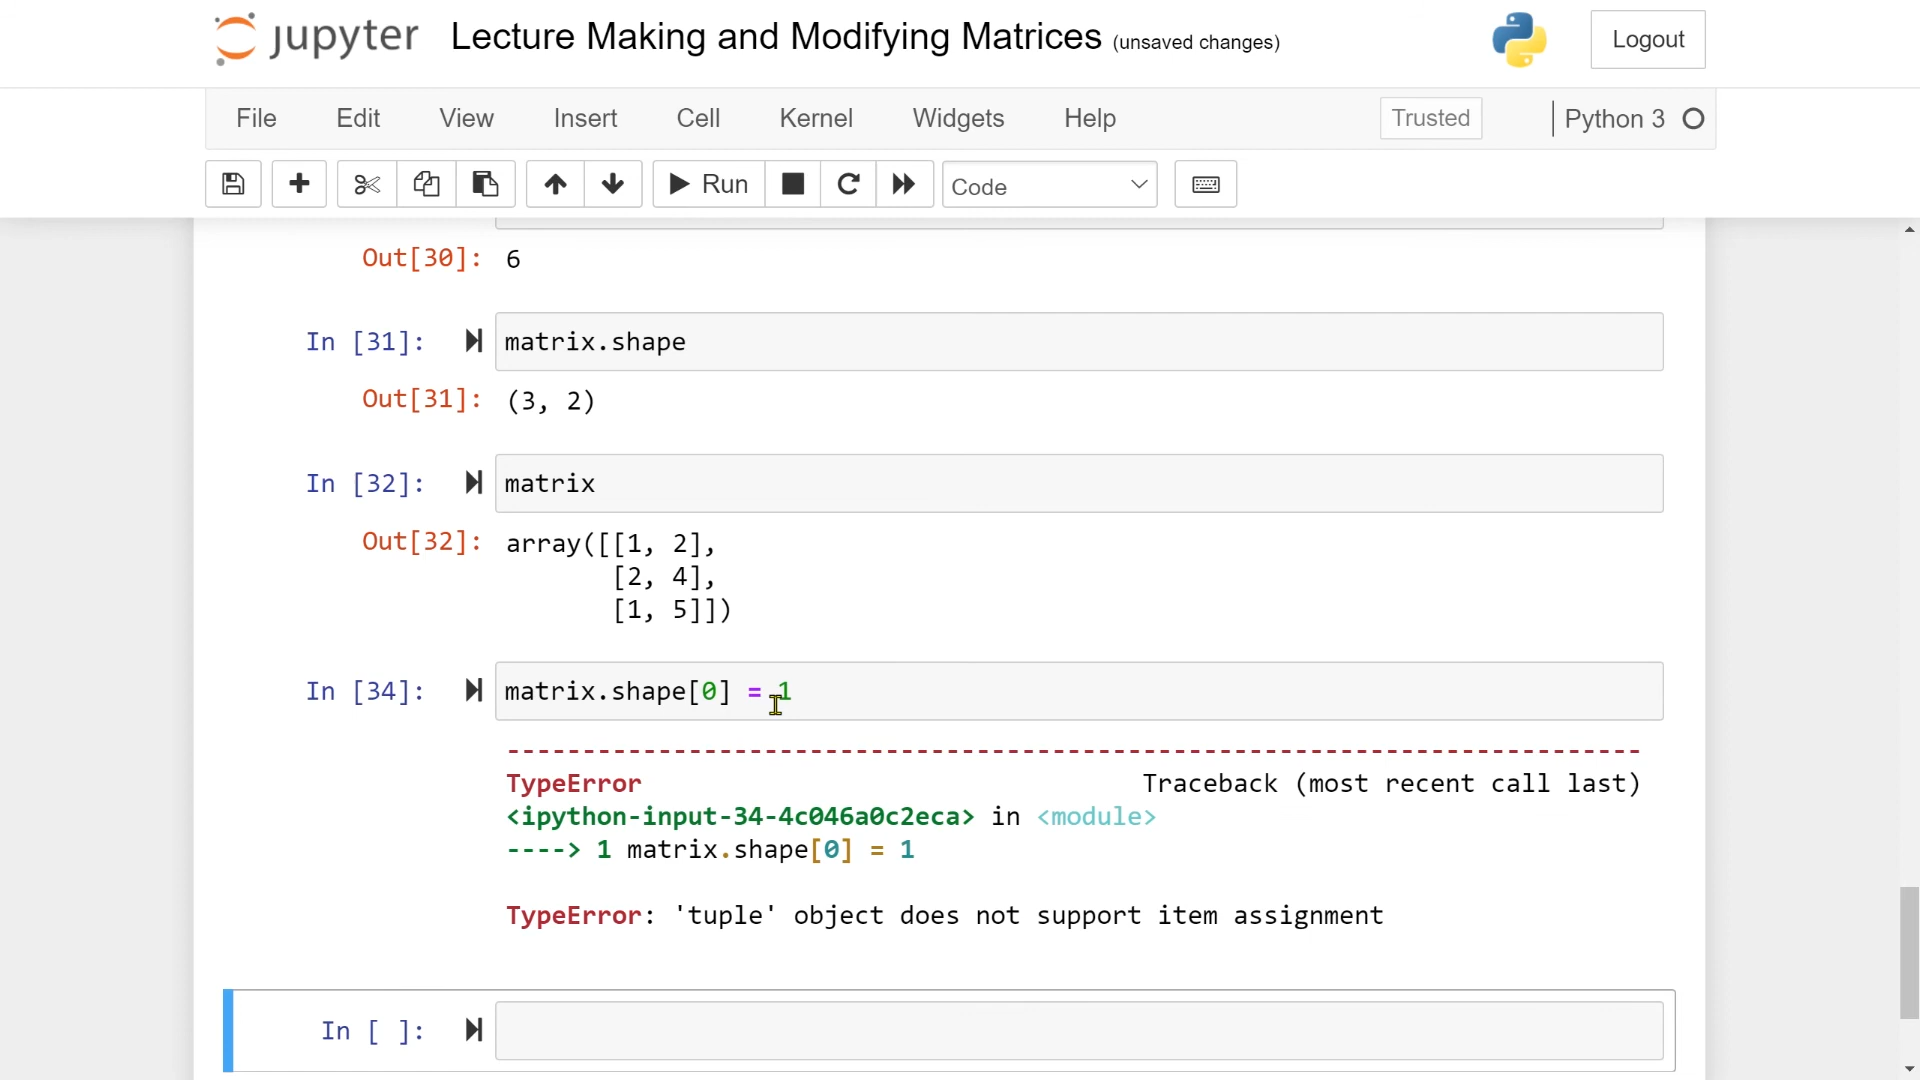 jupyter Lecture Making and Modifying Matrices (unsaved changes) Logout
File Edit View Insert Cell Kernel Widgets Help Trusted Python 3
Run Code
Out[30]: 6
In [31]: matrix.shape
Out[31]: (3, 2)
In [32]: matrix
Out[32]: array([[1, 2],
[2, 4],
[1, 5]])
In [34]: matrix.shape[0] = 1
---------------------------------------------------------------------------
TypeError Traceback (most recent call last)
<ipython-input-34-4c046a0c2eca> in <module>
----> 1 matrix.shape[0] = 1
TypeError: 'tuple' object does not support item assignment
In [ ]: